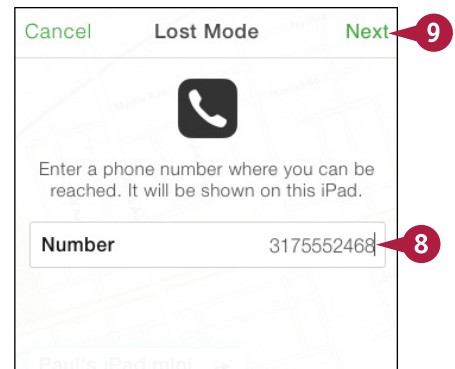 Cancel Lost Mode Next 9
Enter a phone number where you can be
reached. It will be shown on this iPad.
Number 3175552468 8
Paul's iPad mini